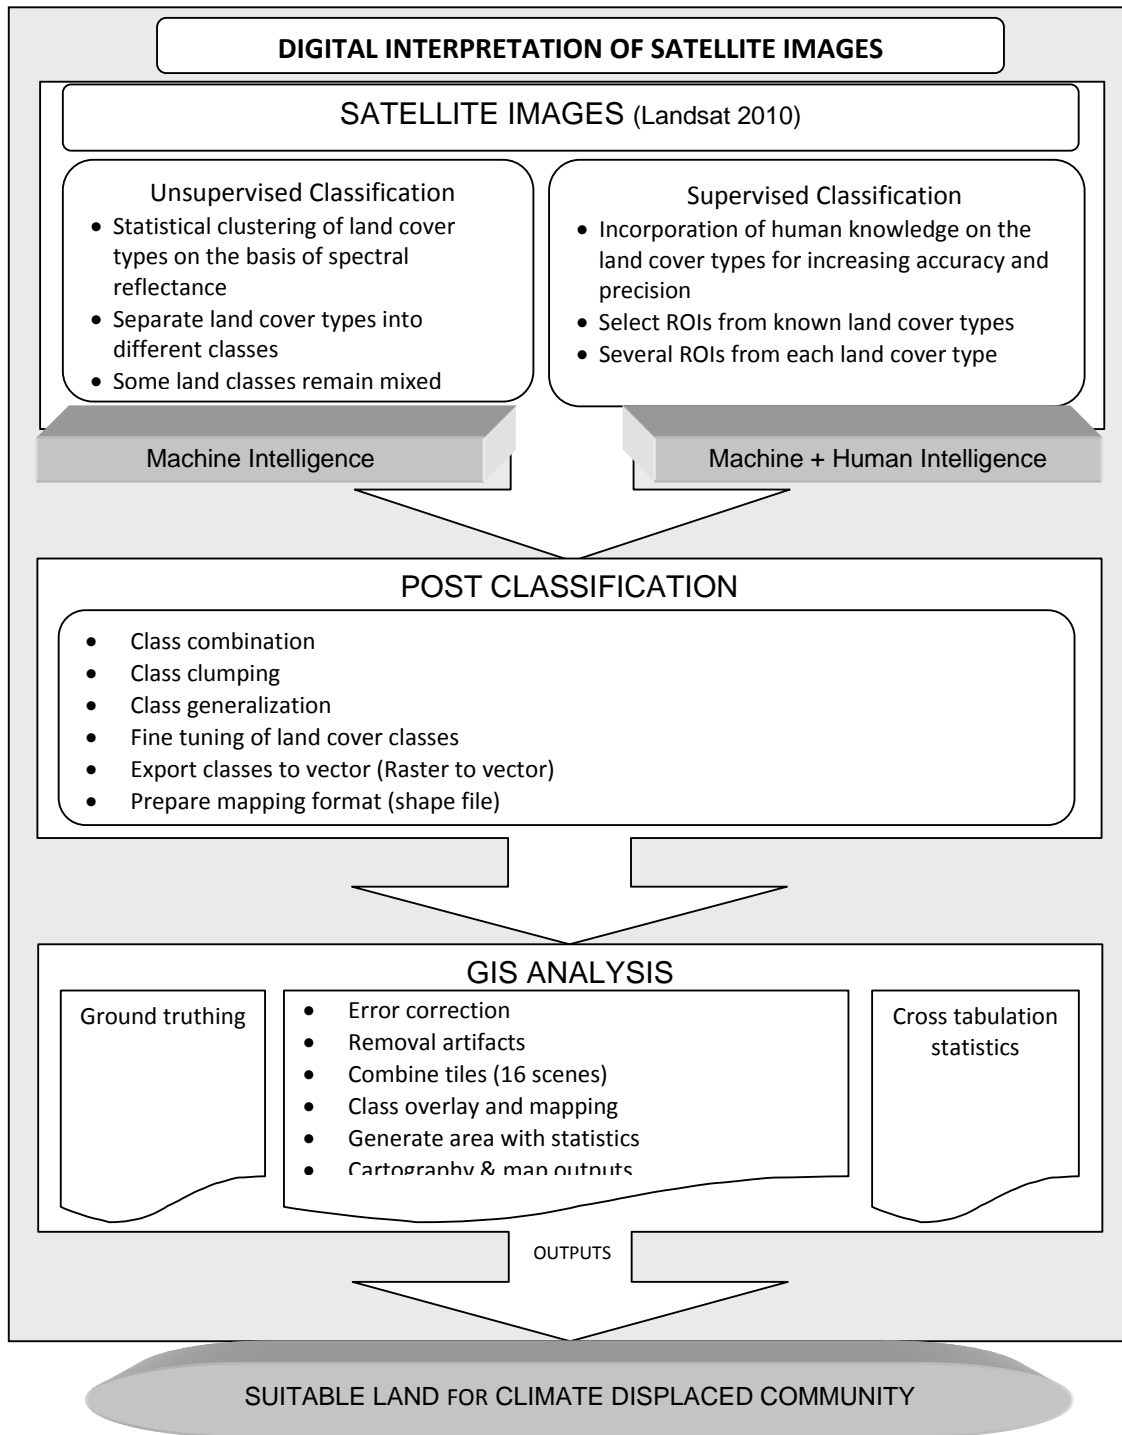 DIGITAL INTERPRETATION OF SATELLITE IMAGES
SATELLITE IMAGES (Landsat 2010)
Unsupervised Classification
• Statistical clustering of land cover
types on the basis of spectral
reflectance
• Separate land cover types into
different classes
• Some land classes remain mixed
Supervised Classification
• Incorporation of human knowledge on the
land cover types for increasing accuracy and
precision
• Select ROIs from known land cover types
• Several ROIs from each land cover type
Machine Intelligence
Machine + Human Intelligence
POST CLASSIFICATION
• Class combination
• Class clumping
• Class generalization
• Fine tuning of land cover classes
• Export classes to vector (Raster to vector)
• Prepare mapping format (shape file)
GIS ANALYSIS
Ground truthing
• Error correction
• Removal artifacts
• Combine tiles (16 scenes)
• Class overlay and mapping
• Generate area with statistics
• Cartography & map outputs
Cross tabulation
statistics
OUTPUTS
SUITABLE LAND FOR CLIMATE DISPLACED COMMUNITY